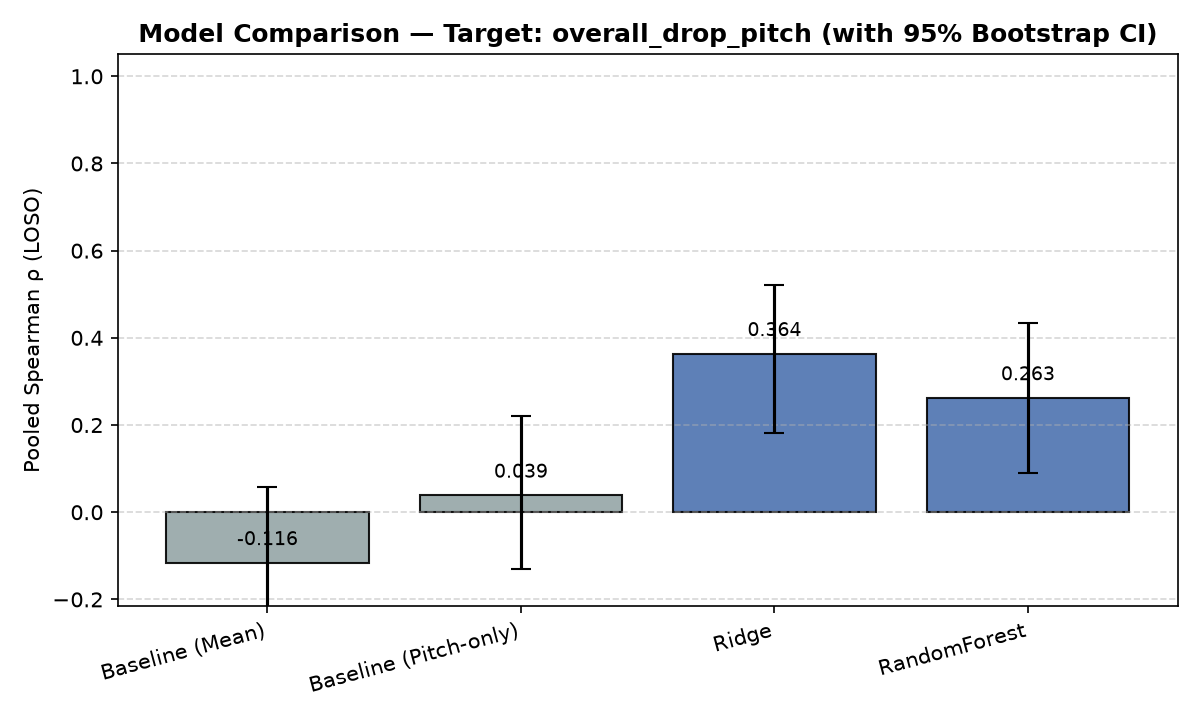 Model Comparison — Target: overall_drop_pitch (with 95% Bootstrap CI)
Pooled Spearman ρ (LOSO)
1.0
0.8
0.6
0.4
0.2
0.0
−0.2
-0.116
0.039
0.364
0.263
Baseline (Mean)
Baseline (Pitch-only)
Ridge
RandomForest